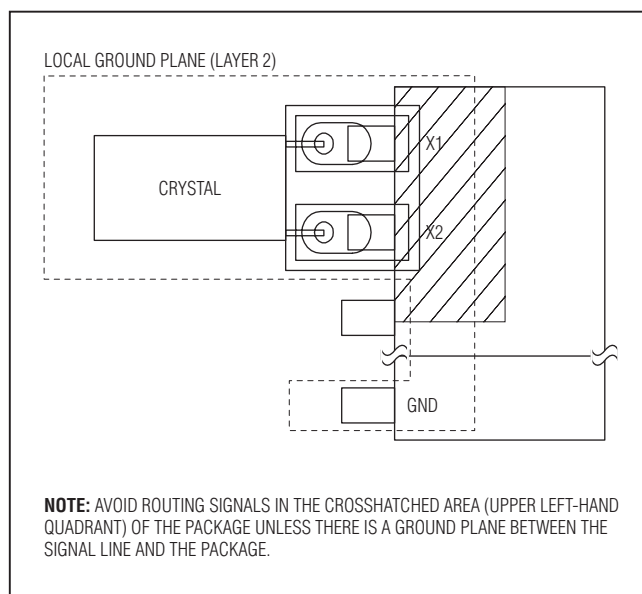 LOCAL GROUND PLANE (LAYER 2)
X1
CRYSTAL
X2
GND
NOTE: AVOID ROUTING SIGNALS IN THE CROSSHATCHED AREA (UPPER LEFT-HAND
QUADRANT) OF THE PACKAGE UNLESS THERE IS A GROUND PLANE BETWEEN THE
SIGNAL LINE AND THE PACKAGE.